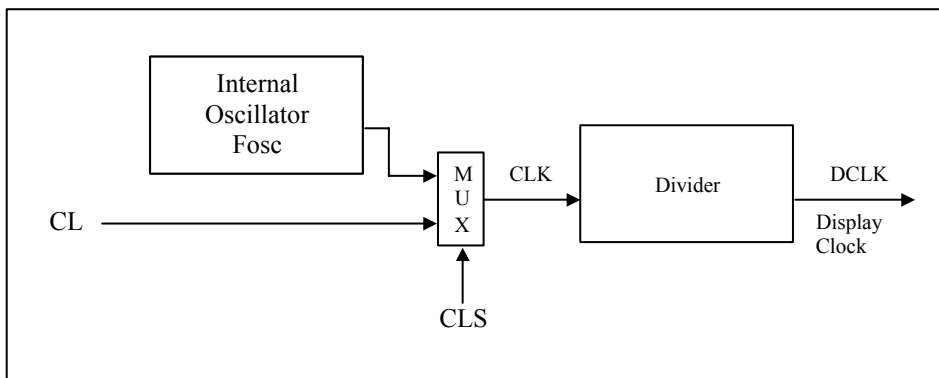 Internal
Oscillator
Fosc
M
U
X
CLK
Divider
DCLK
Display
Clock
CL
CLS